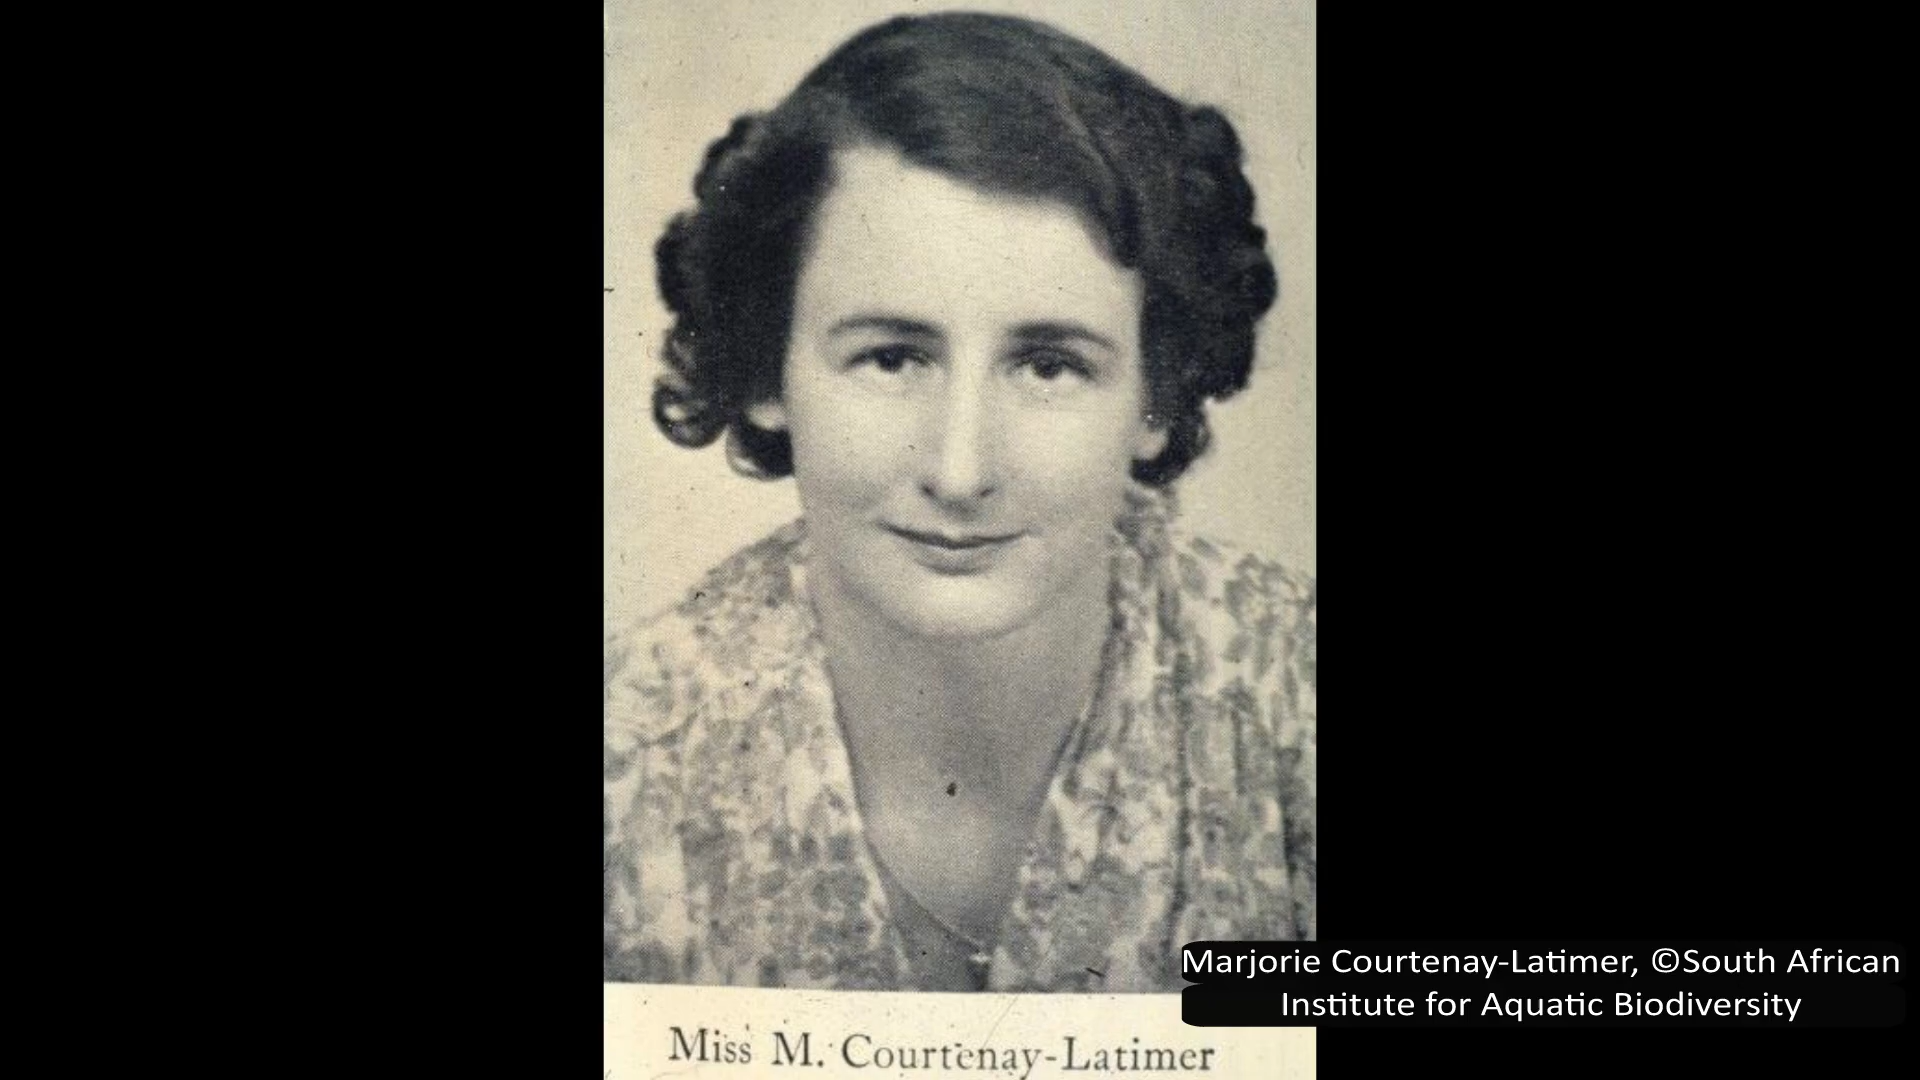 Marjorie Courtenay-Latimer, ©South African
Institute for Aquatic Biodiversity
Miss M. Courtenay-Latimer